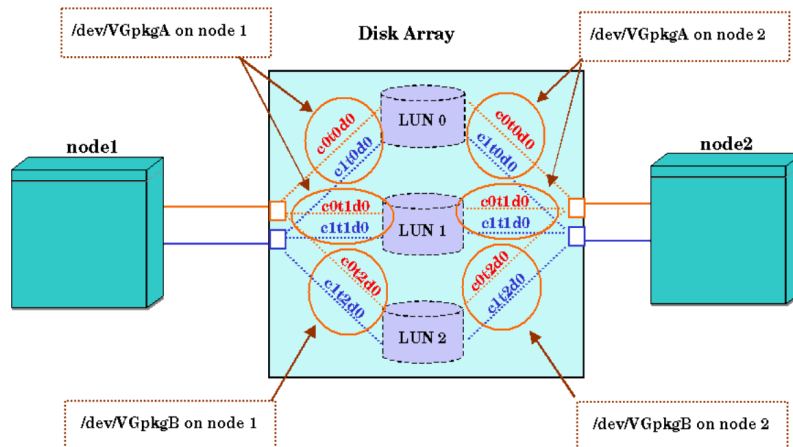 /dev/VGpkgA on node 1
Disk Array
/dev/VGpkgA on node 2
node1
node2
LUN 0
c0t0d0
c1t0d0
c0t0d0
c1t0d0
c0t1d0
c1t1d0
LUN 1
c0t1d0
c1t1d0
c0t2d0
c1t2d0
LUN 2
c0t2d0
c1t2d0
/dev/VGpkgB on node 1
/dev/VGpkgB on node 2